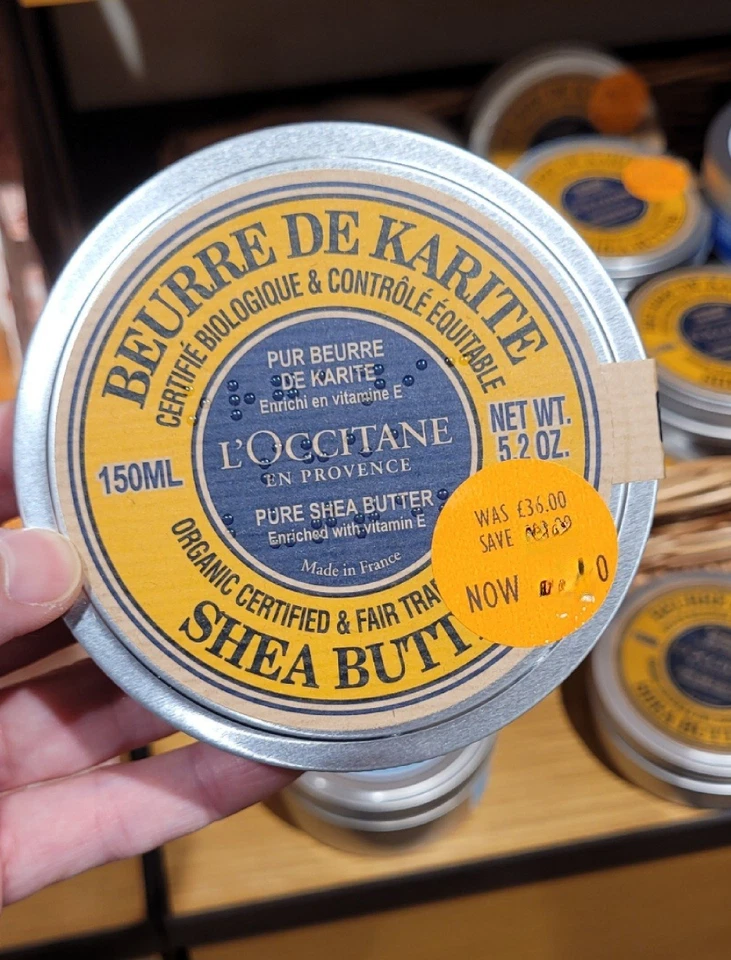 BEURRE DE KARITE
CERTIFIÉ BIOLOGIQUE & CONTRÔLÉ ÉQUITABLE
PUR BEURRE
DE KARITE
Enrichi en vitamine E
L'OCCITANE
EN PROVENCE
150ML
NET WT.
5.2 OZ.
PURE SHEA BUTTER
Enriched with vitamin E
Made in France
ORGANIC CERTIFIED & FAIR
SHEA
WAS £36.00
SAVE
NOW